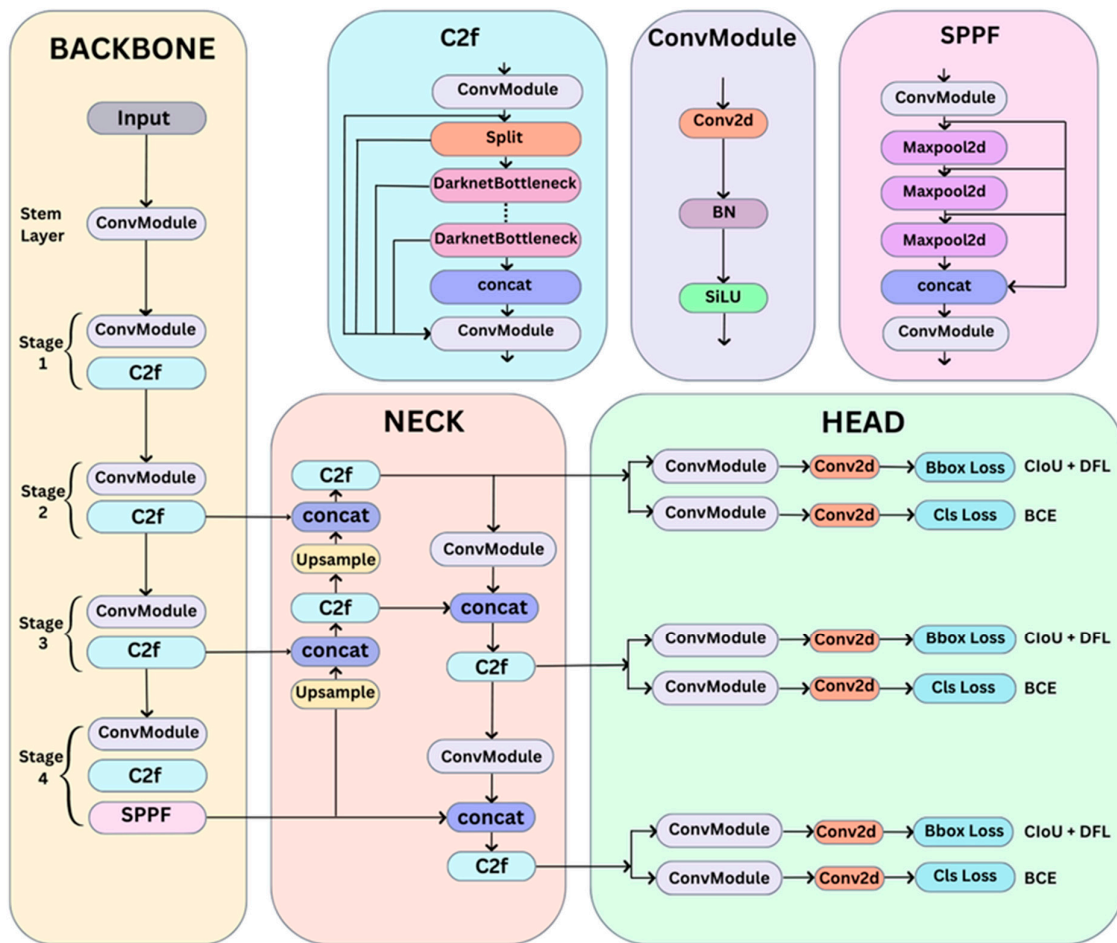 BACKBONE
Input
Stem
Layer
ConvModule
Stage
1
ConvModule
C2f
Stage
2
ConvModule
C2f
Stage
3
ConvModule
C2f
Stage
4
ConvModule
C2f
SPPF
C2f
ConvModule
Split
DarknetBottleneck
DarknetBottleneck
concat
ConvModule
ConvModule
Conv2d
BN
SiLU
SPPF
ConvModule
Maxpool2d
Maxpool2d
Maxpool2d
concat
ConvModule
NECK
C2f
concat
Upsample
C2f
concat
Upsample
ConvModule
concat
C2f
ConvModule
concat
C2f
HEAD
ConvModule Conv2d Bbox Loss CIoU + DFL
ConvModule Conv2d Cls Loss BCE
ConvModule Conv2d Bbox Loss CIoU + DFL
ConvModule Conv2d Cls Loss BCE
ConvModule Conv2d Bbox Loss CIoU + DFL
ConvModule Conv2d Cls Loss BCE